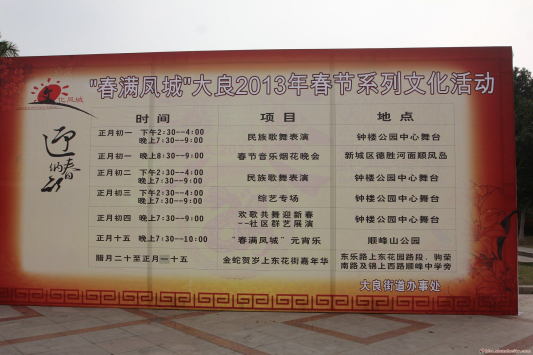 化凤城
"春满凤城"大良2013年春节系列文化活动
迎
纳春
时间 项目 地点
正月初一 下午2:30--4:00
晚上7:30--9:00 民族歌舞表演 钟楼公园中心舞台
正月初一 晚上8:30--9:00 春节音乐烟花晚会 新城区德胜河面顺风岛
正月初二 下午2:30--4:00
晚上7:30--9:00 民族歌舞表演 钟楼公园中心舞台
正月初三 下午2:30--4:00
晚上7:30--9:00 综艺专场 钟楼公园中心舞台
正月初四 晚上7:30--9:00 欢歌共舞迎新春
--社区群艺展演 钟楼公园中心舞台
正月十五 晚上7:30--10:00 "春满凤城"元宵乐 顺峰山公园
腊月二十至正月一十五 金蛇贺岁上东花街嘉年华 东乐路上东花园路段，驹荣
南路及锦上西路顺峰中学旁
大良街道办事处